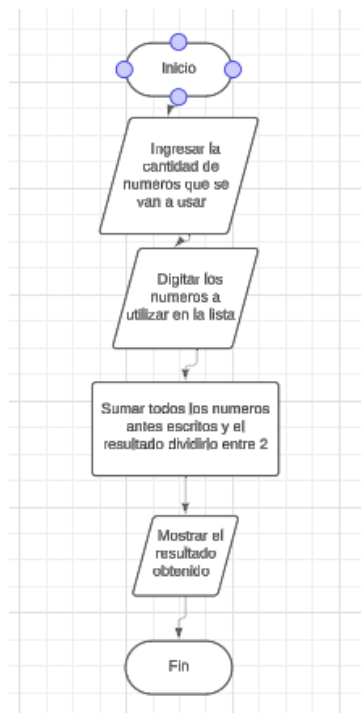 Inicio
Ingresar la
cantidad de
numeros que se
van a usar
Digitar los
numeros a
utilizar en la lista
Sumar todos los numeros
antes escritos y el
resultado dividirlo entre 2
Mostrar el
resultado
obtenido
Fin